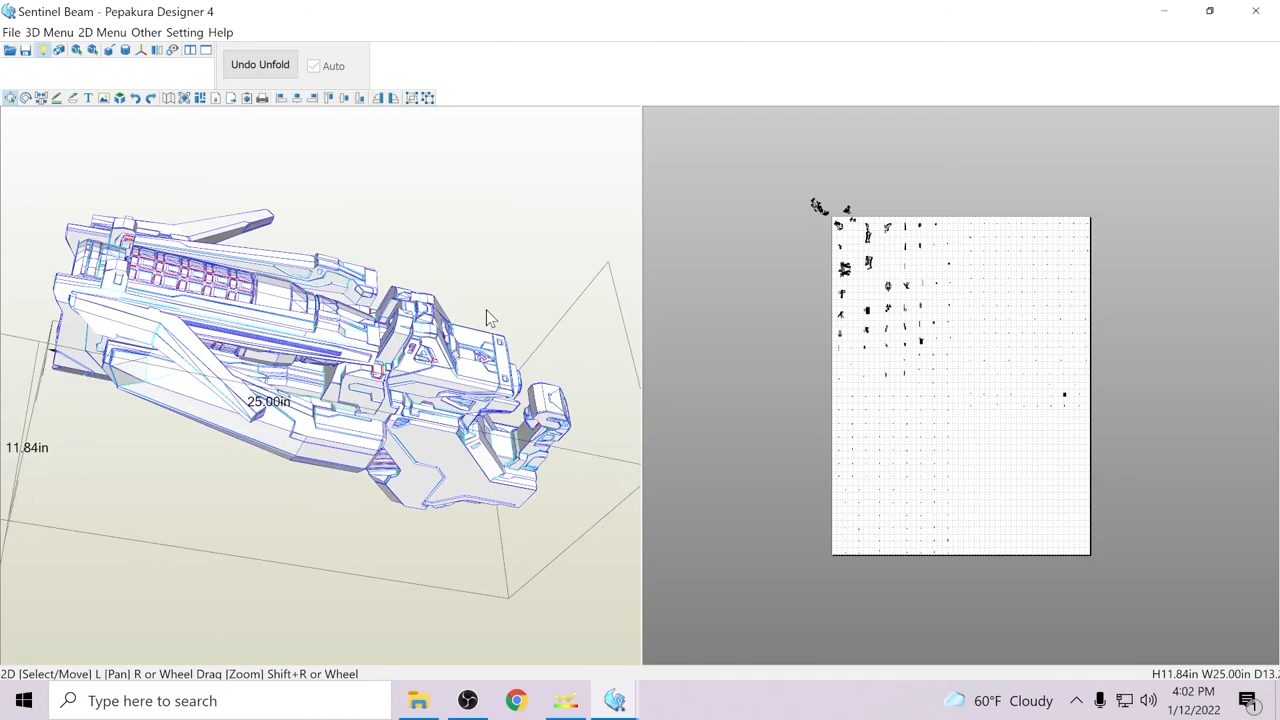 Sentinel Beam - Pepakura Designer 4
File 3D Menu 2D Menu Other Setting Help
Undo Unfold
Auto
25.00in
11.84in
2D [Select/Move] L [Pan] R or Wheel Drag [Zoom] Shift+R or Wheel
H11.84in W25.00in D13.
Type here to search
60°F Cloudy
4:02 PM
1/12/2022
1